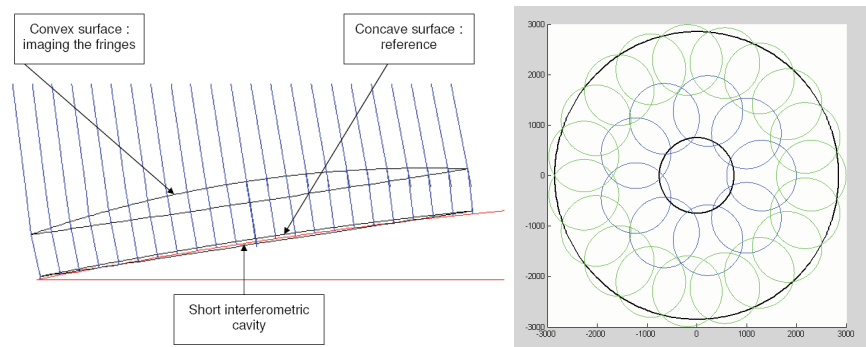 Convex surface :
imaging the fringes
Concave surface :
reference
Short interferometric
cavity
3000
2000
1000
0
-1000
-2000
-3000
-3000
-2000
-1000
0
1000
2000
3000